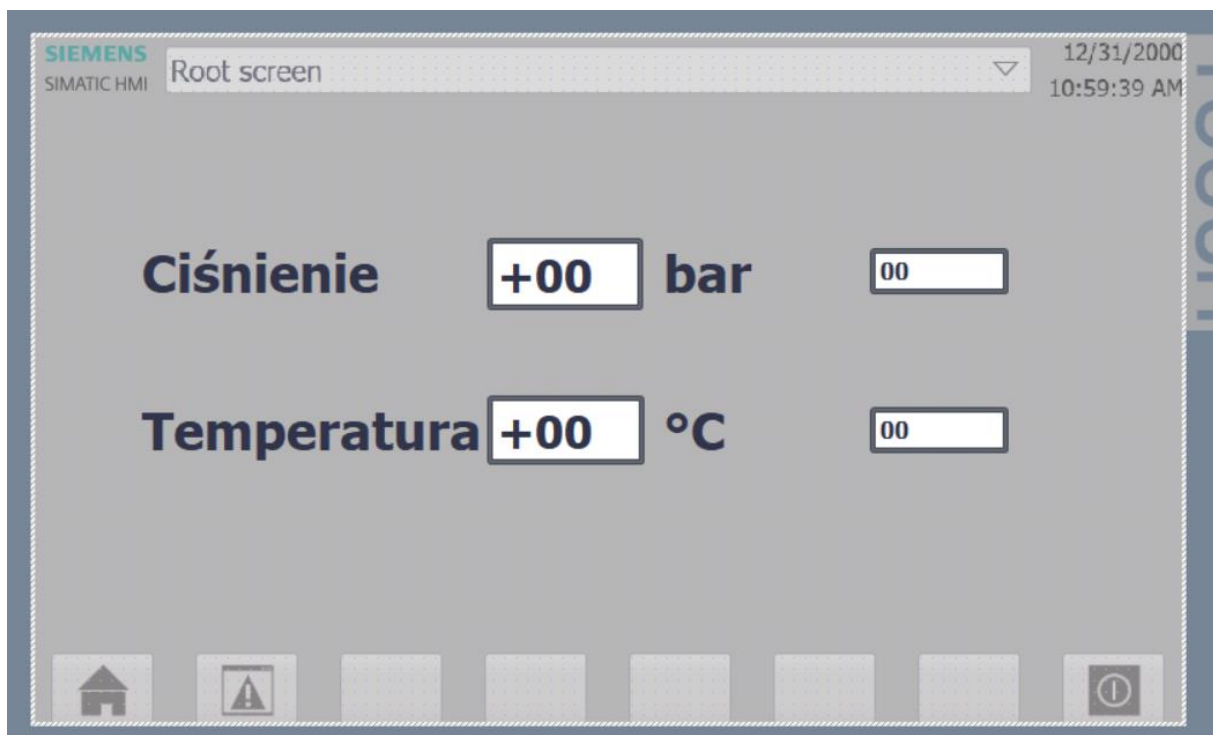 SIEMENS
SIMATIC HMI
Root screen
12/31/2000
10:59:39 AM
Ciśnienie +00 bar 00
Temperatura +00 °C 00